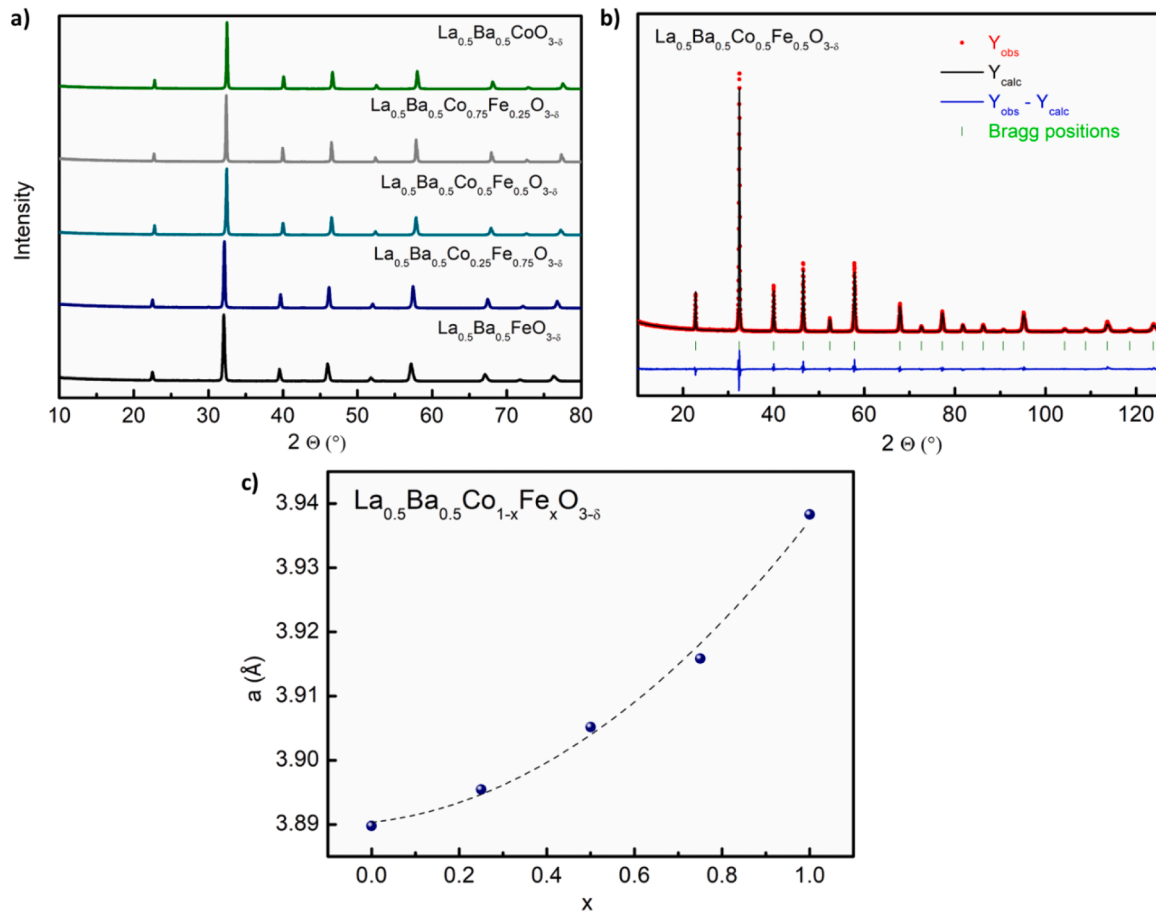 a)
La0.5Ba0.5CoO3-δ
La0.5Ba0.5Co0.75Fe0.25O3-δ
La0.5Ba0.5Co0.5Fe0.5O3-δ
La0.5Ba0.5Co0.25Fe0.75O3-δ
La0.5Ba0.5FeO3-δ
Intensity
10 20 30 40 50 60 70 80
2 Θ (°)
b)
La0.5Ba0.5Co0.5Fe0.5O3-δ
Yobs
Ycalc
Yobs - Ycalc
Bragg positions
20 40 60 80 100 120
2 Θ (°)
c)
La0.5Ba0.5Co1-xFexO3-δ
a (Å)
3.94
3.93
3.92
3.91
3.90
3.89
0.0 0.2 0.4 0.6 0.8 1.0
x